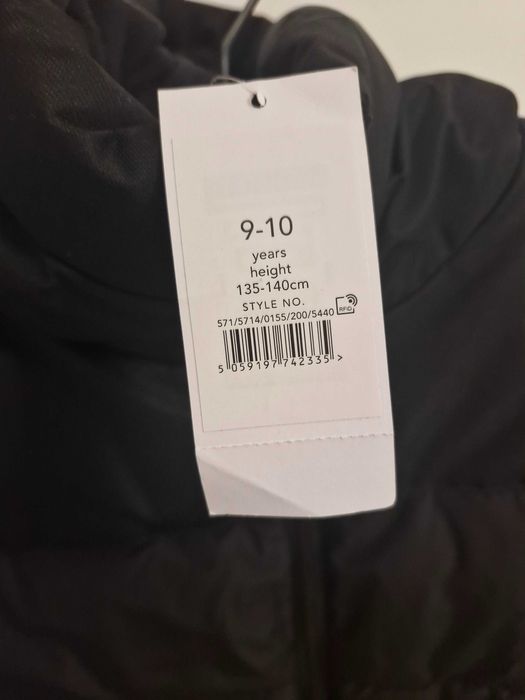 9-10
years
height
135-140cm
STYLE NO.
571/5714/0155/200/5440
RFID
5 059197 742335 >